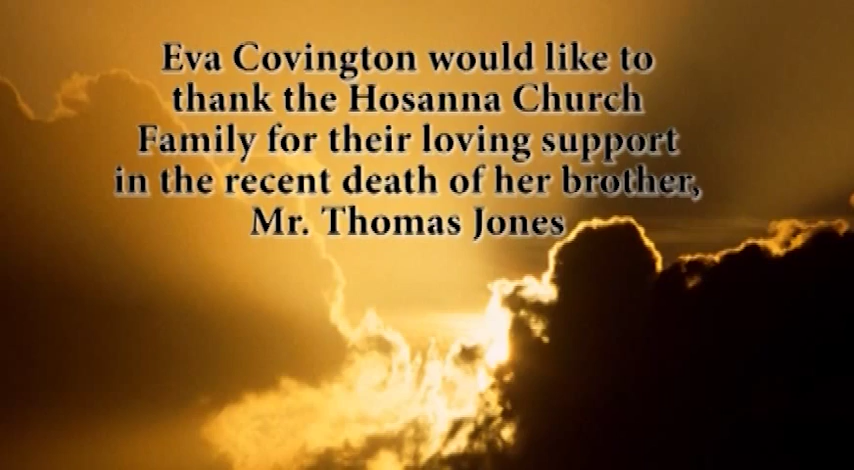 Eva Covington would like to
thank the Hosanna Church
Family for their loving support
in the recent death of her brother,
Mr. Thomas Jones